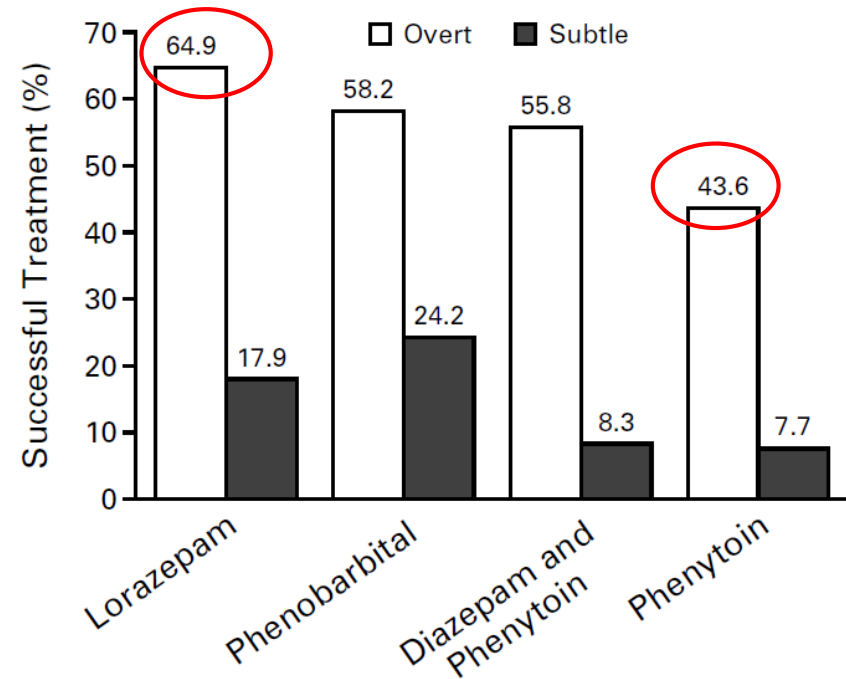 Successful Treatment (%)
70
60
50
40
30
20
10
0
Overt
Subtle
64.9
17.9
58.2
24.2
55.8
8.3
43.6
7.7
Lorazepam
Phenobarbital
Diazepam and
Phenytoin
Phenytoin